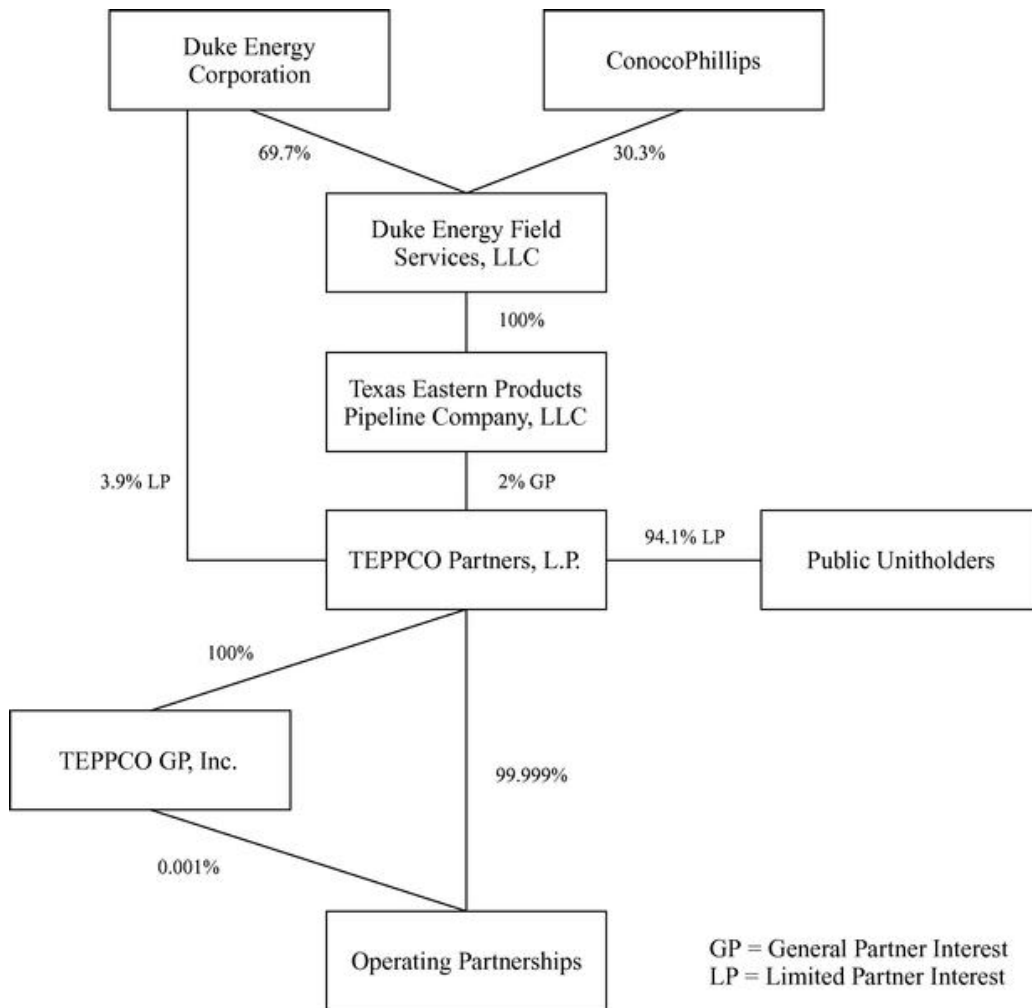 Duke Energy
Corporation
ConocoPhillips
69.7%
30.3%
Duke Energy Field
Services, LLC
100%
Texas Eastern Products
Pipeline Company, LLC
3.9% LP
2% GP
TEPPCO Partners, L.P.
94.1% LP
Public Unitholders
100%
TEPPCO GP, Inc.
99.999%
0.001%
Operating Partnerships
GP = General Partner Interest
LP = Limited Partner Interest